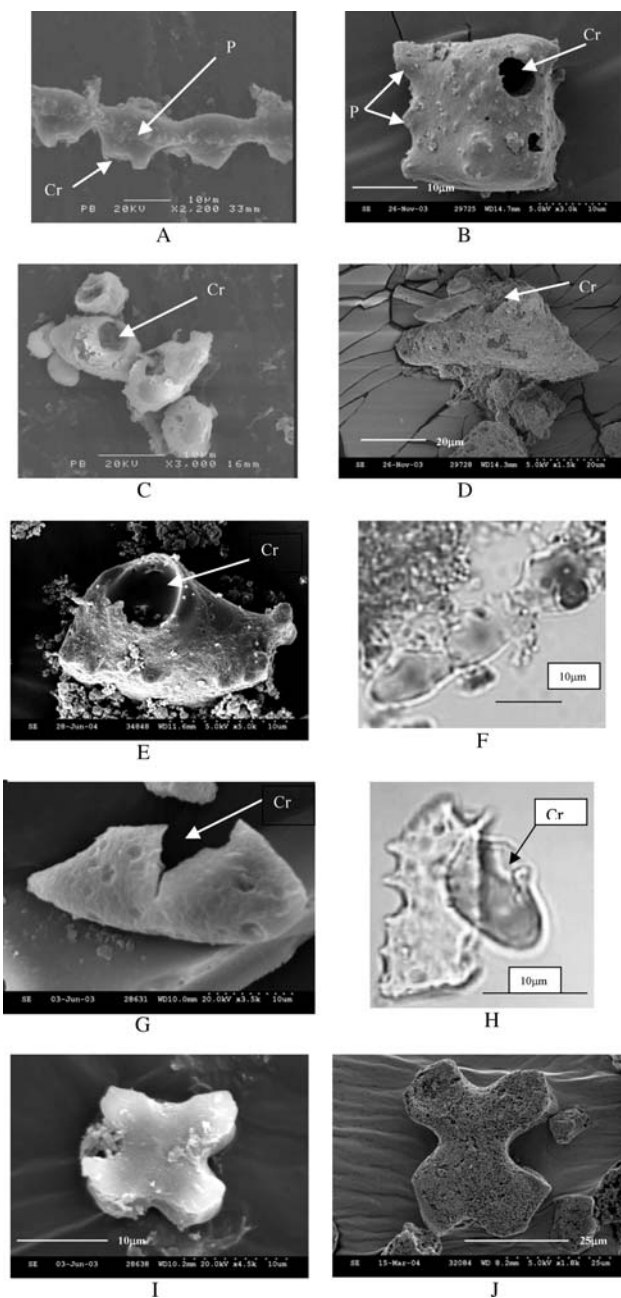 P
Cr
10µm
PB 20KV X2,200 33mm
A
Cr
P
10µm
SE 26-Nov-03 29725 WD14.7mm 5.0kV x3.0k 10um
B
Cr
10µm
PB 20KV X3,000 16mm
C
Cr
20µm
SE 26-Nov-03 29728 WD14.3mm 5.0kV x1.5k 20um
D
Cr
SE 28-Jun-04 34848 WD11.6mm 5.0kV x5.0k 10um
E
10µm
F
Cr
SE 03-Jun-03 28631 WD10.0mm 20.0kV x3.5k 10um
G
Cr
10µm
H
10µm
SE 03-Jun-03 28638 WD10.2mm 20.0kV x4.5k 10um
I
25µm
SE 15-Mar-04 32084 WD 8.2mm 5.0kV x1.8k 25um
J